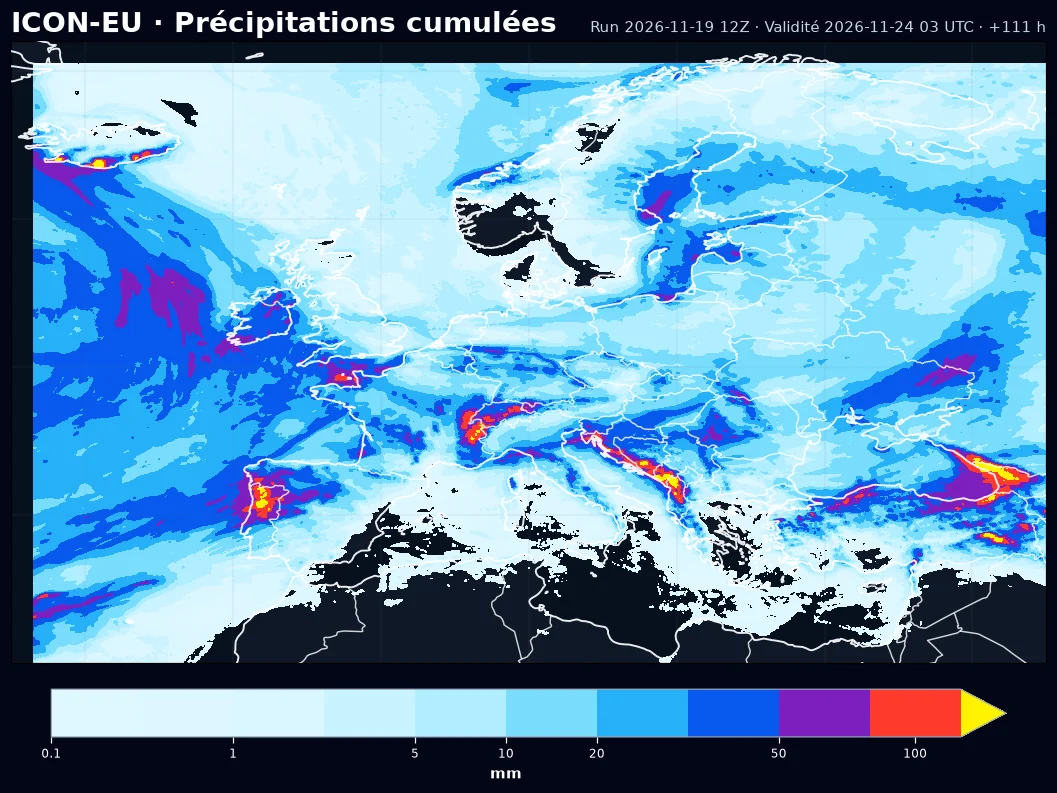 ICON-EU · Précipitations cumulées
Run 2026-11-19 12Z · Validité 2026-11-24 03 UTC · +111 h
0.1 1 5 10 20 50 100
mm